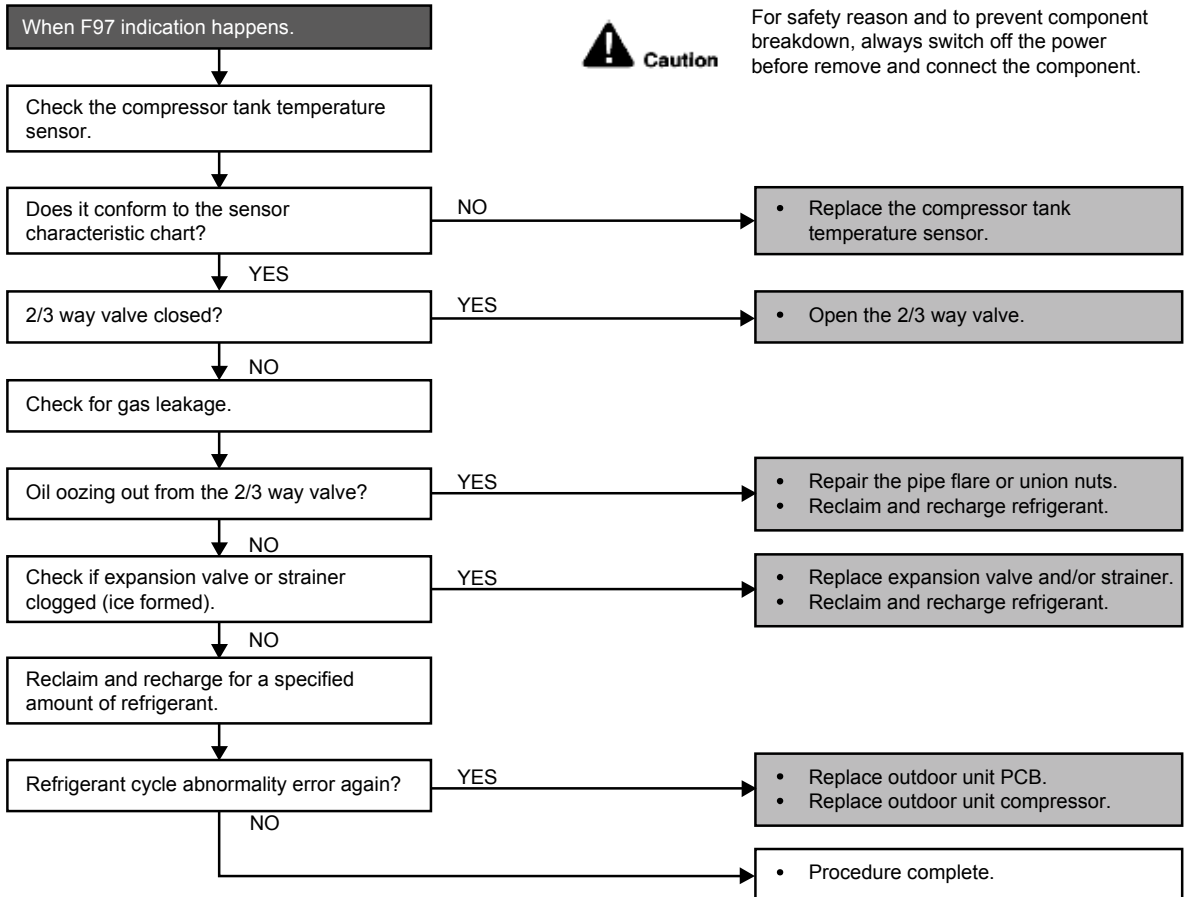 When F97 indication happens.
Caution
For safety reason and to prevent component
breakdown, always switch off the power
before remove and connect the component.
Check the compressor tank temperature
sensor.
Does it conform to the sensor
characteristic chart?
NO
• Replace the compressor tank
temperature sensor.
YES
2/3 way valve closed?
YES
• Open the 2/3 way valve.
NO
Check for gas leakage.
Oil oozing out from the 2/3 way valve?
YES
• Repair the pipe flare or union nuts.
• Reclaim and recharge refrigerant.
NO
Check if expansion valve or strainer
clogged (ice formed).
YES
• Replace expansion valve and/or strainer.
• Reclaim and recharge refrigerant.
NO
Reclaim and recharge for a specified
amount of refrigerant.
Refrigerant cycle abnormality error again?
YES
• Replace outdoor unit PCB.
• Replace outdoor unit compressor.
NO
• Procedure complete.